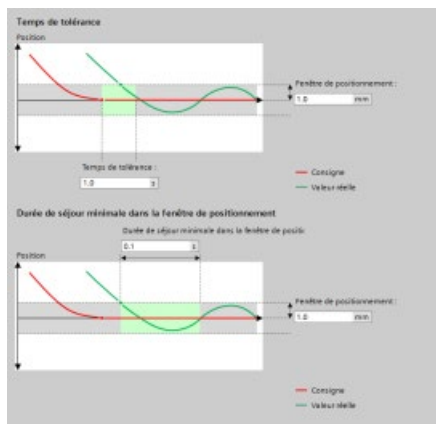 Temps de tolérance
Position
Fenêtre de positionnement :
1.0 mm
Temps de tolérance :
1.0 s
Consigne
Valeur réelle
Durée de séjour minimale dans la fenêtre de positionnement
Durée de séjour minimale dans la fenêtre de positi:
0.1 s
Position
Fenêtre de positionnement :
1.0 mm
Consigne
Valeur réelle